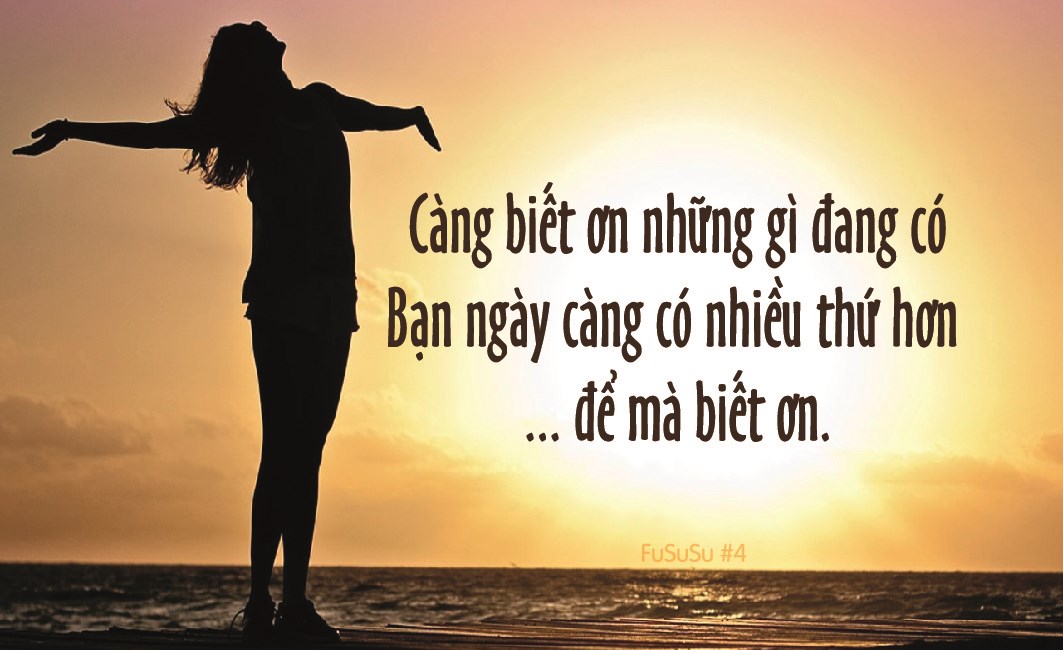 Càng biết ơn những gì đang có
Bạn ngày càng có nhiều thứ hơn
... để mà biết ơn.
FuSuSu #4